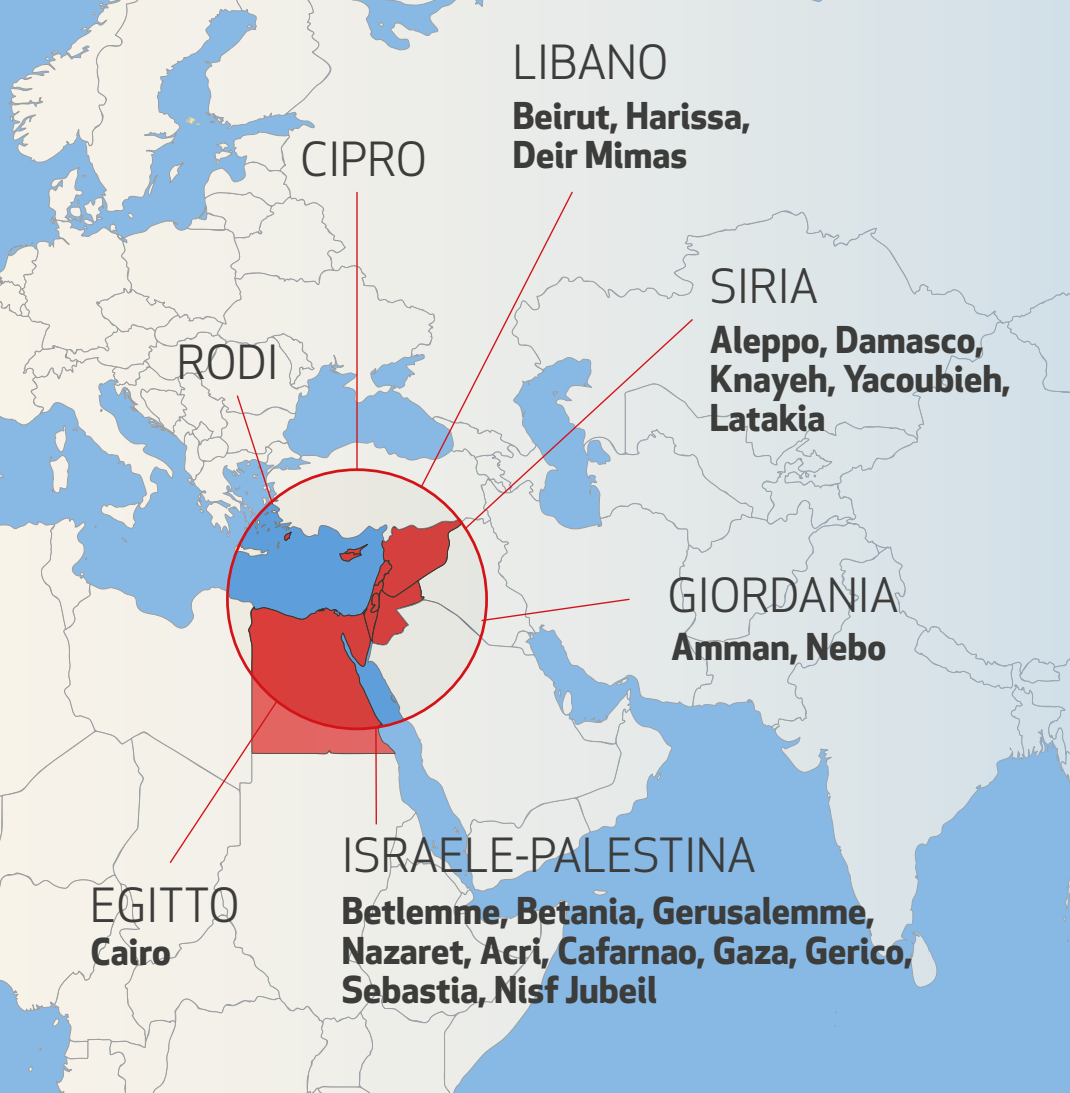 LIBANO
Beirut, Harissa,
Deir Mimas
CIPRO
SIRIA
Aleppo, Damasco,
Knayeh, Yacoubieh,
Latakia
RODI
GIORDANIA
Amman, Nebo
ISRAELE-PALESTINA
Betlemme, Betania, Gerusalemme,
Nazaret, Acri, Cafarnao, Gaza, Gerico,
Sebastia, Nisf Jubeil
EGITTO
Cairo